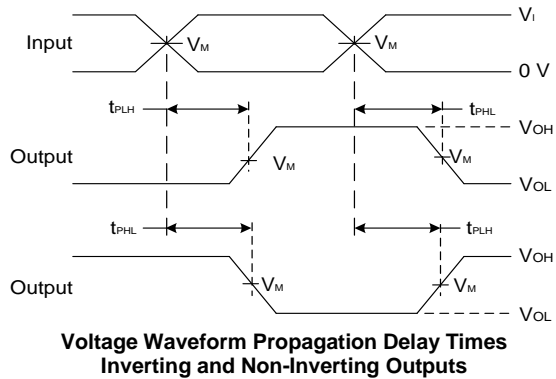 VI
Input
VM
VM
0 V
tPLH
tPHL
VOH
Output
VM
VM
VOL
tPHL
tPLH
VOH
Output
VM
VM
VOL
Voltage Waveform Propagation Delay Times
Inverting and Non-Inverting Outputs